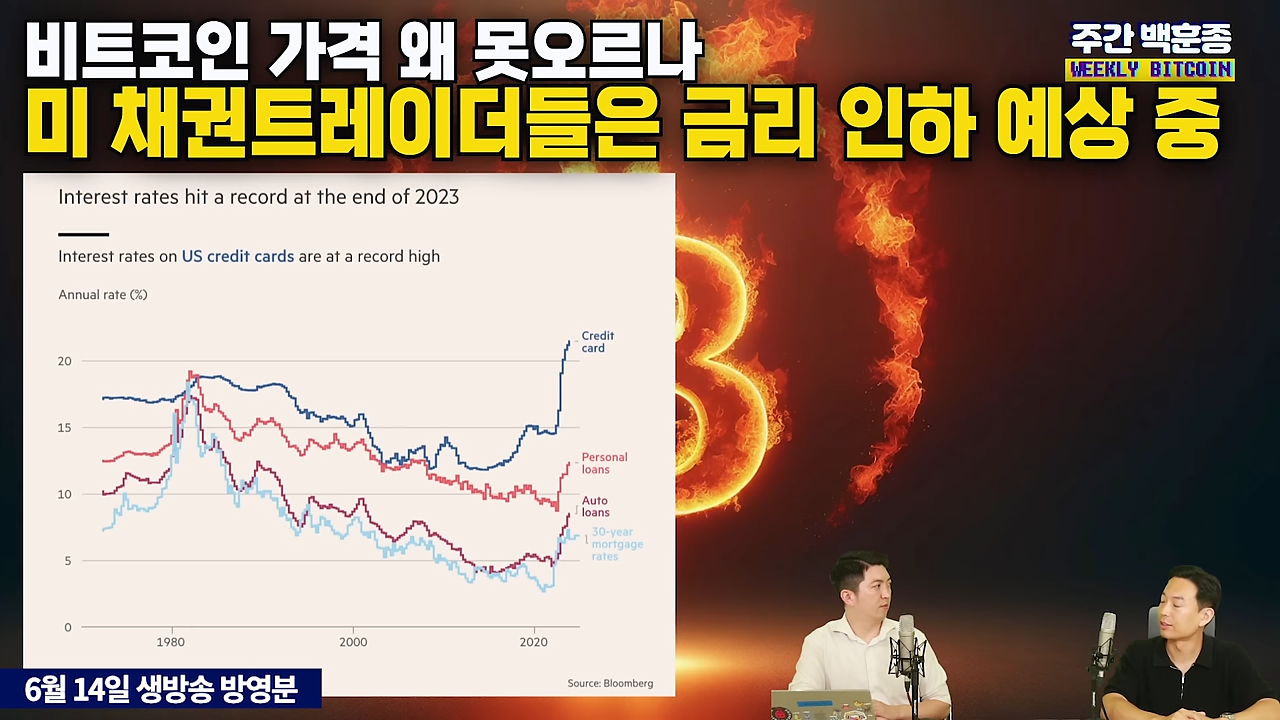 비트코인 가격 왜 못오르나
주간 백훈종
WEEKLY BITCOIN
미 채권트레이더들은 금리 인하 예상 중
Interest rates hit a record at the end of 2023
Interest rates on US credit cards are at a record high
Annual rate (%)
20
15
10
5
0
Credit
card
Personal
loans
Auto
loans
30-year
mortgage
rates
1980
2000
2020
Source: Bloomberg
6월 14일 생방송 방영분